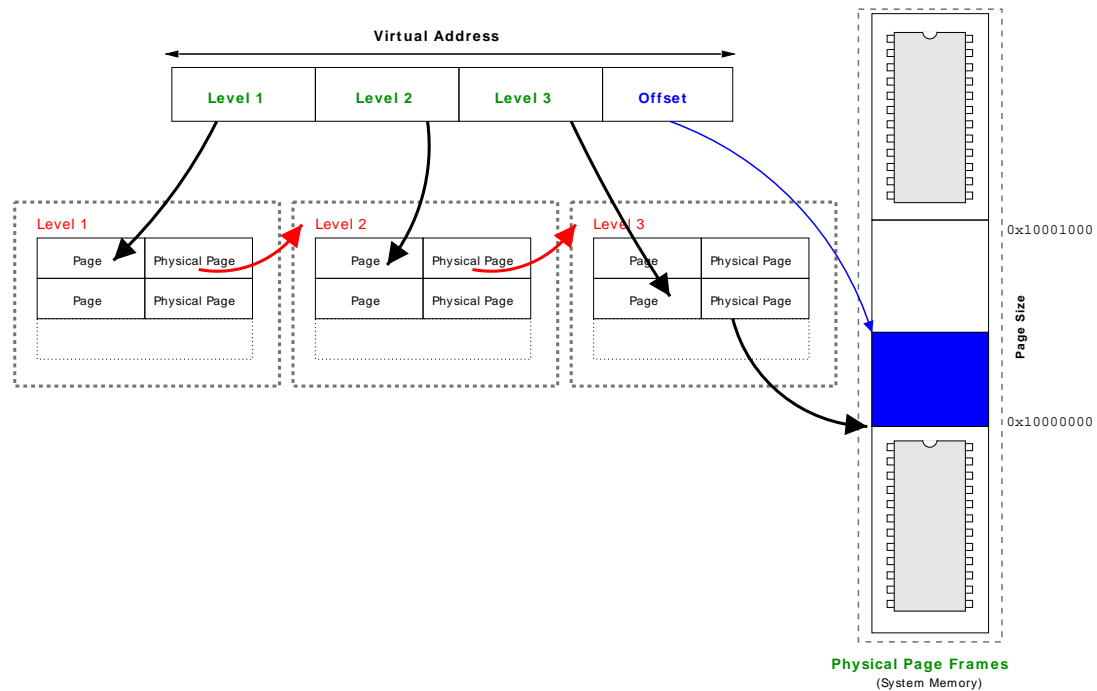 Virtual Address
Level 1 Level 2 Level 3 Offset
Level 1
Page Physical Page
Page Physical Page
Level 2
Page Physical Page
Page Physical Page
Level 3
Page Physical Page
Page Physical Page
0x10001000
Page Size
0x10000000
Physical Page Frames
(System Memory)